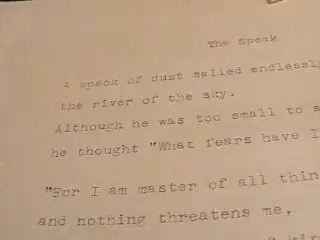 The Speck
A speck of dust sailed endlessly
the river of the sky.
Although he was too small to
he thought "What fears have I
"For I am master of all thin
and nothing threatens me,